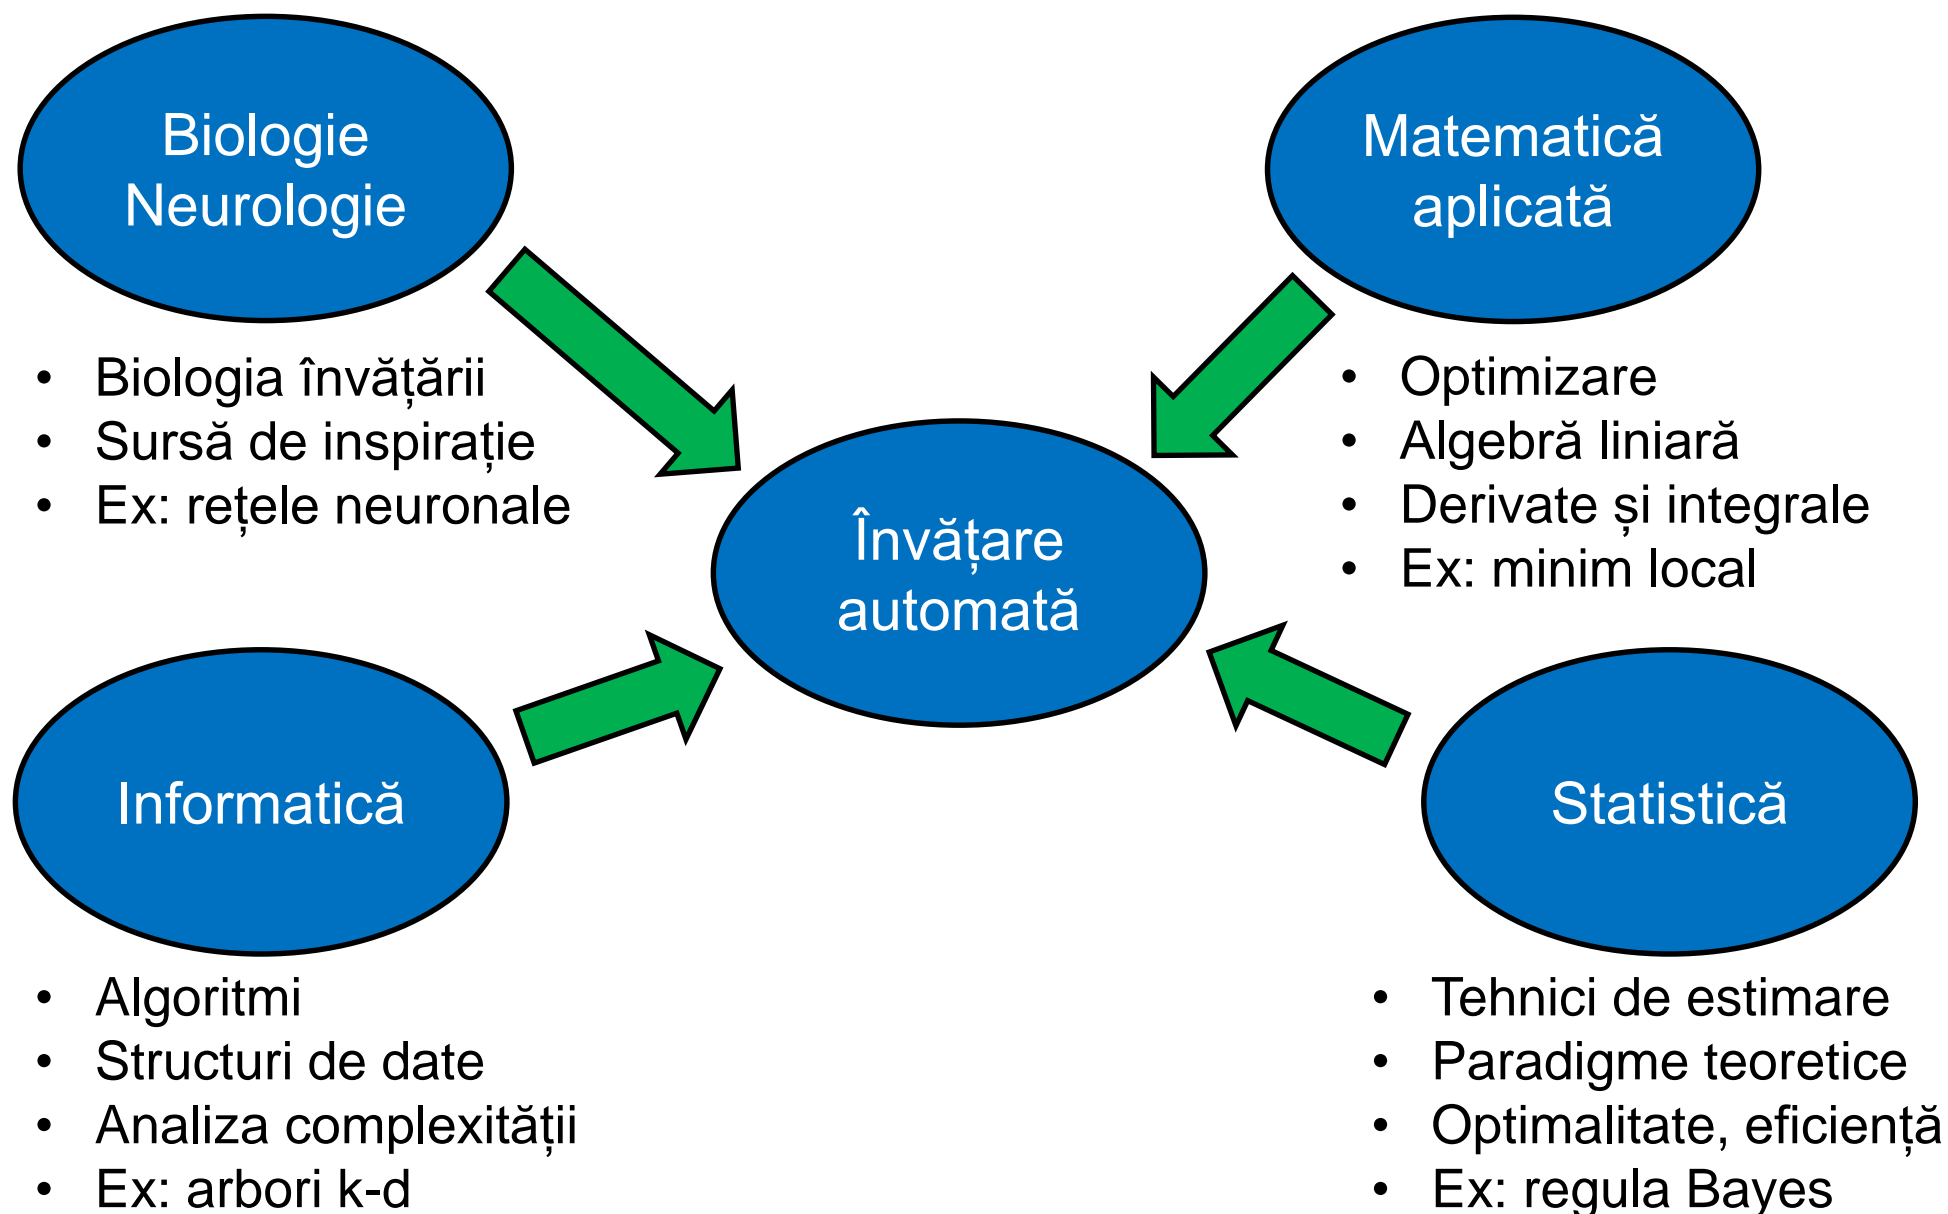 Biologie
Neurologie
• Biologia învățării
• Sursă de inspirație
• Ex: rețele neuronale
Matematică
aplicată
• Optimizare
• Algebră liniară
• Derivate și integrale
• Ex: minim local
Învățare
automată
Informatică
• Algoritmi
• Structuri de date
• Analiza complexității
• Ex: arbori k-d
Statistică
• Tehnici de estimare
• Paradigme teoretice
• Optimalitate, eficiență
• Ex: regula Bayes